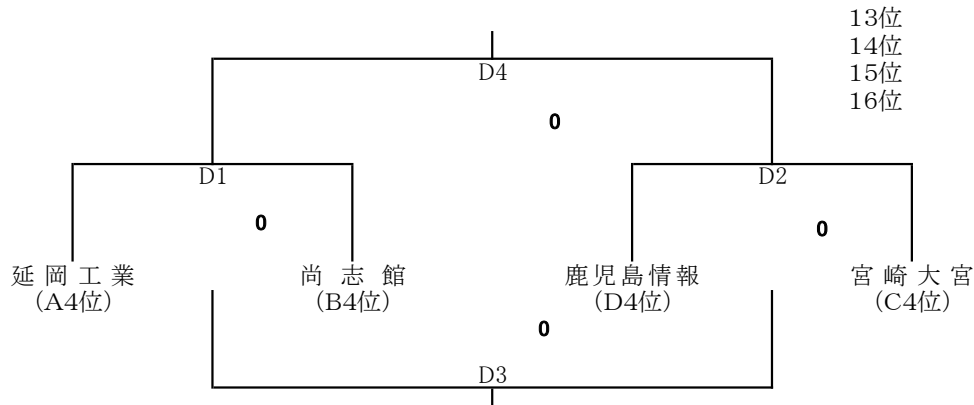 13位
14位
15位
16位
D4
0
D1
D2
0
0
延岡工業
尚志館
鹿児島情報
宮崎大宮
(A4位)
(B4位)
(D4位)
(C4位)
0
D3